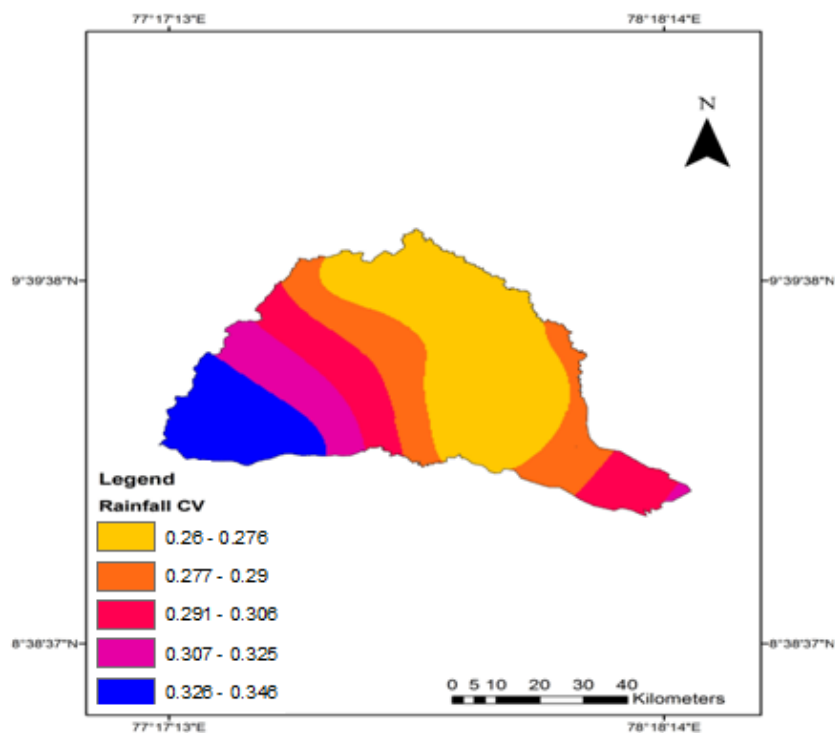 77°17'13"E 78°18'14"E
N
9°39'38"N 9°39'38"N
Legend
Rainfall CV
0.26 - 0.276
0.277 - 0.29
0.291 - 0.306
0.307 - 0.325
0.326 - 0.346
8°38'37"N 8°38'37"N
0 5 10 20 30 40
Kilometers
77°17'13"E 78°18'14"E